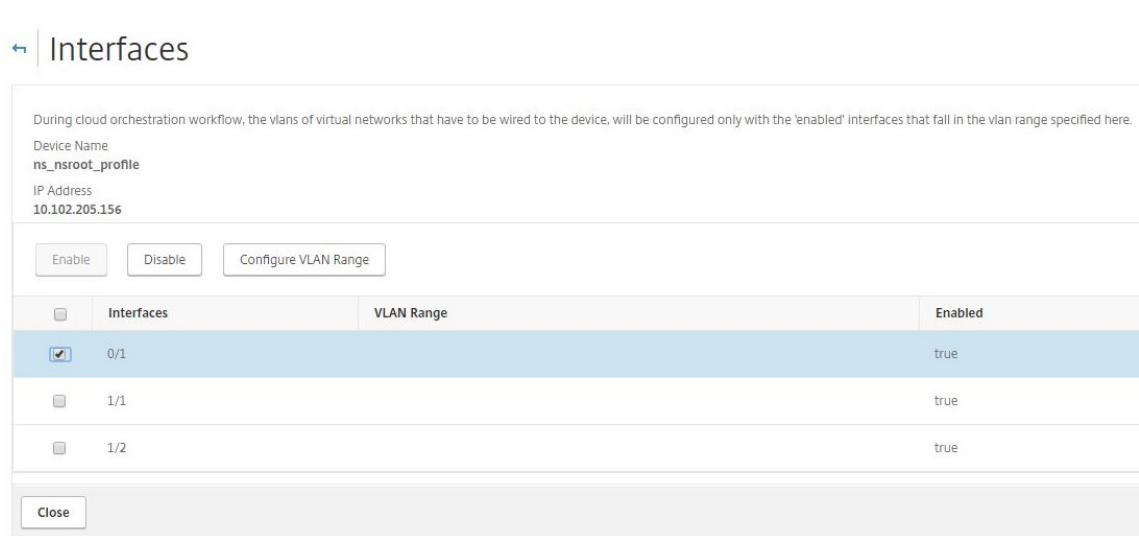 Interfaces
During cloud orchestration workflow, the vlans of virtual networks that have to be wired to the device, will be configured only with the 'enabled' interfaces that fall in the vlan range specified here.
Device Name
ns_nsroot_profile
IP Address
10.102.205.156
Enable Disable Configure VLAN Range
Interfaces VLAN Range Enabled
0/1 true
1/1 true
1/2 true
Close